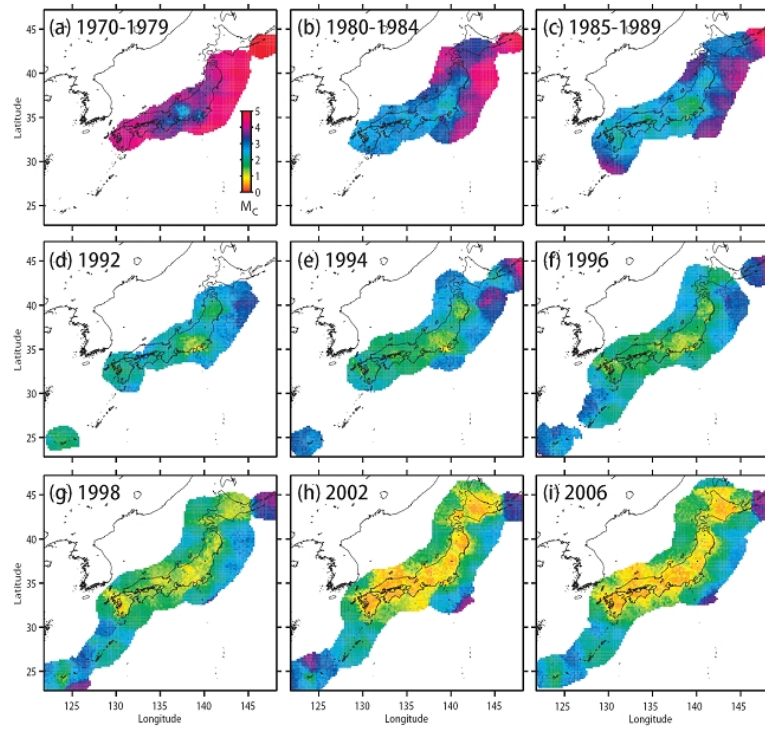 (a) 1970-1979
(b) 1980-1984
(c) 1985-1989
45
40
35
30
25
Latitude
5
4
3
2
1
0
Mc
(d) 1992
(e) 1994
(f) 1996
45
40
35
30
25
Latitude
(g) 1998
(h) 2002
(i) 2006
45
40
35
30
25
Latitude
125 130 135 140 145
125 130 135 140 145
125 130 135 140 145
Longitude
Longitude
Longitude